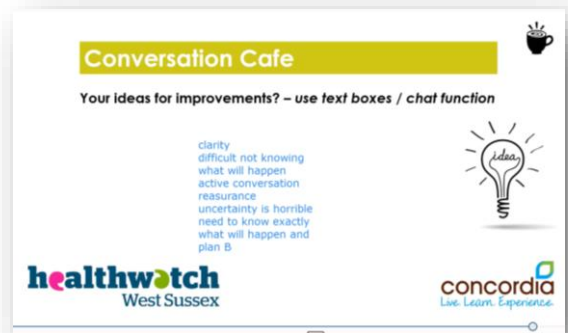 Conversation Cafe
Your ideas for improvements? – use text boxes / chat function
clarity
difficult not knowing
what will happen
active conversation
reasurance
uncertainty is horrible
need to know exactly
what will happen and
plan B
idea
healthwatch
West Sussex
concordia
Live. Learn. Experience.